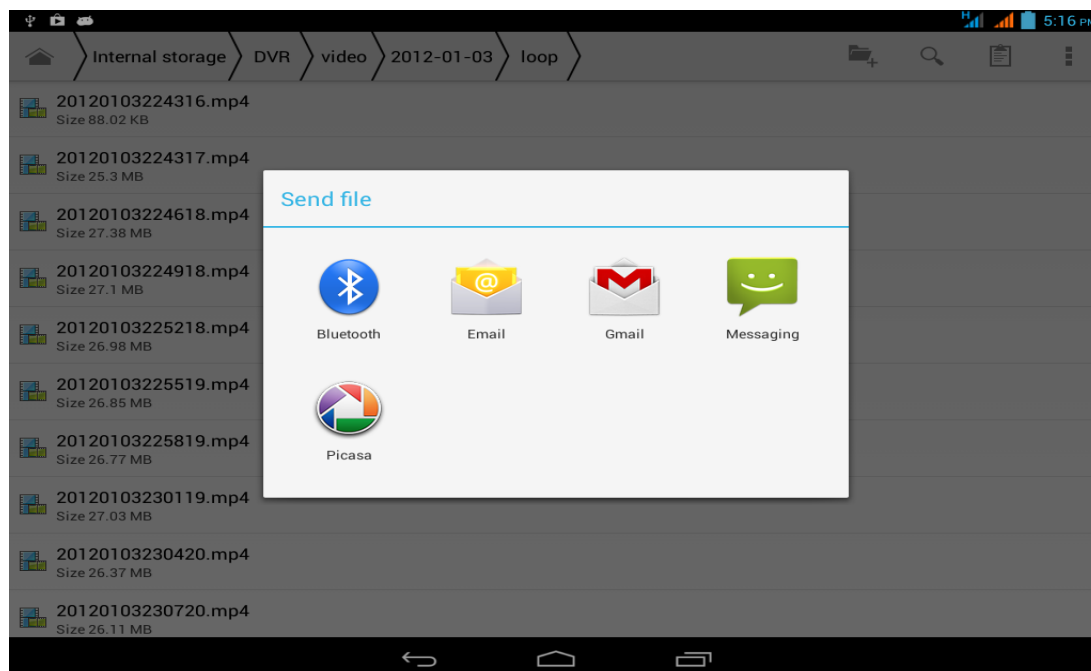 H
5:16 PM
Internal storage DVR video 2012-01-03 loop
20120103224316.mp4
Size 88.02 KB
20120103224317.mp4
Size 25.3 MB
20120103224618.mp4
Size 27.38 MB
20120103224918.mp4
Size 27.1 MB
20120103225218.mp4
Size 26.98 MB
20120103225519.mp4
Size 26.85 MB
20120103225819.mp4
Size 26.77 MB
20120103230119.mp4
Size 27.03 MB
20120103230420.mp4
Size 26.37 MB
20120103230720.mp4
Size 26.11 MB
Send file
Bluetooth Email Gmail Messaging
Picasa